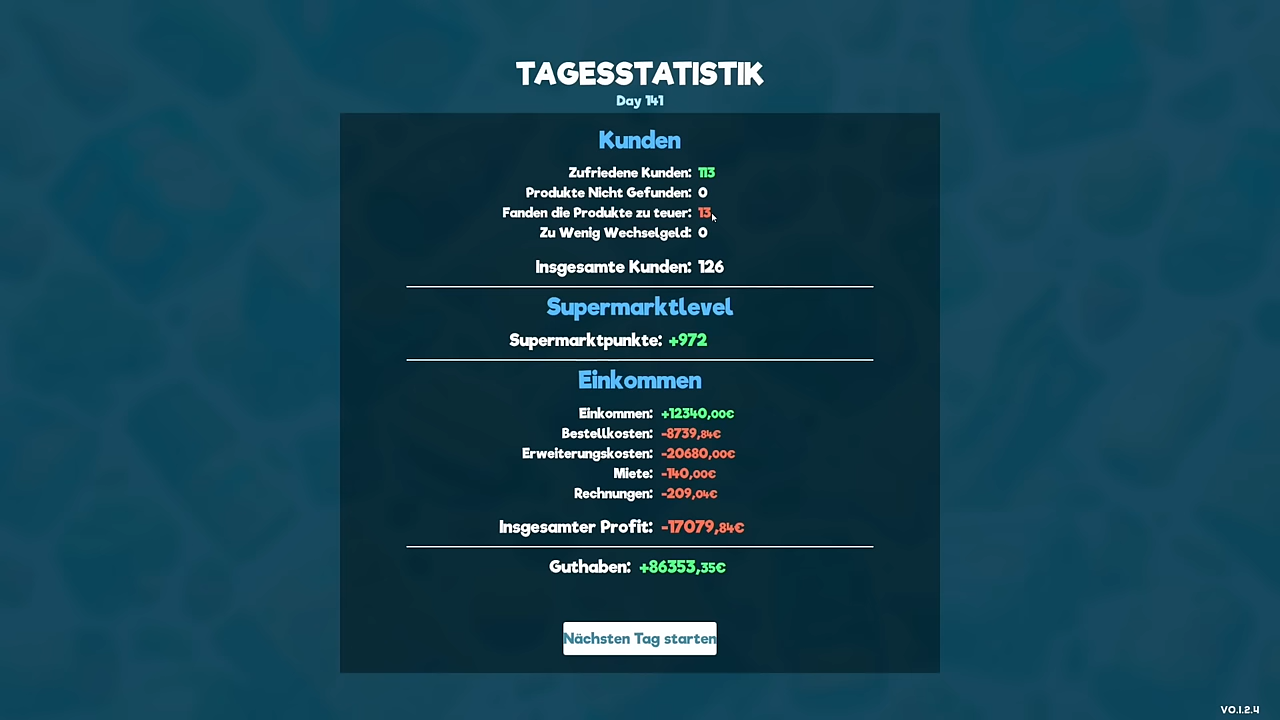 TAGESSTATISTIK
Day 141
Kunden
Zufriedene Kunden: 113
Produkte Nicht Gefunden: 0
Fanden die Produkte zu teuer: 13
Zu Wenig Wechselgeld: 0
Insgesamte Kunden: 126
Supermarktlevel
Supermarktpunkte: +972
Einkommen
Einkommen: +12340,00€
Bestellkosten: -8739,84€
Erweiterungskosten: -20680,00€
Miete: -140,00€
Rechnungen: -209,04€
Insgesamter Profit: -17079,84€
Guthaben: +86353,35€
Nächsten Tag starten
V0.1.2.4